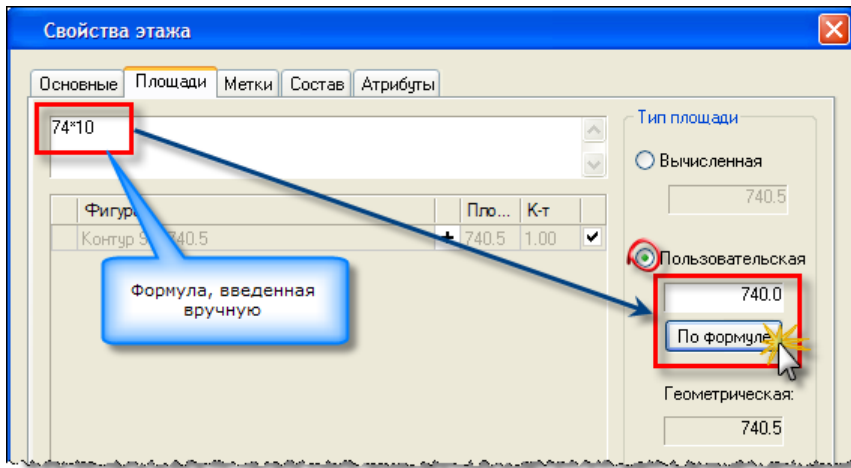 Свойства этажа
Основные Площади Метки Состав Атрибуты
74*10
Тип площади
Вычисленная
740.5
Фигур Пло... К-т
Контур 9 740.5 + 740.5 1.00
Пользовательская
740.0
Формула, введенная
вручную
По формуле
Геометрическая:
740.5